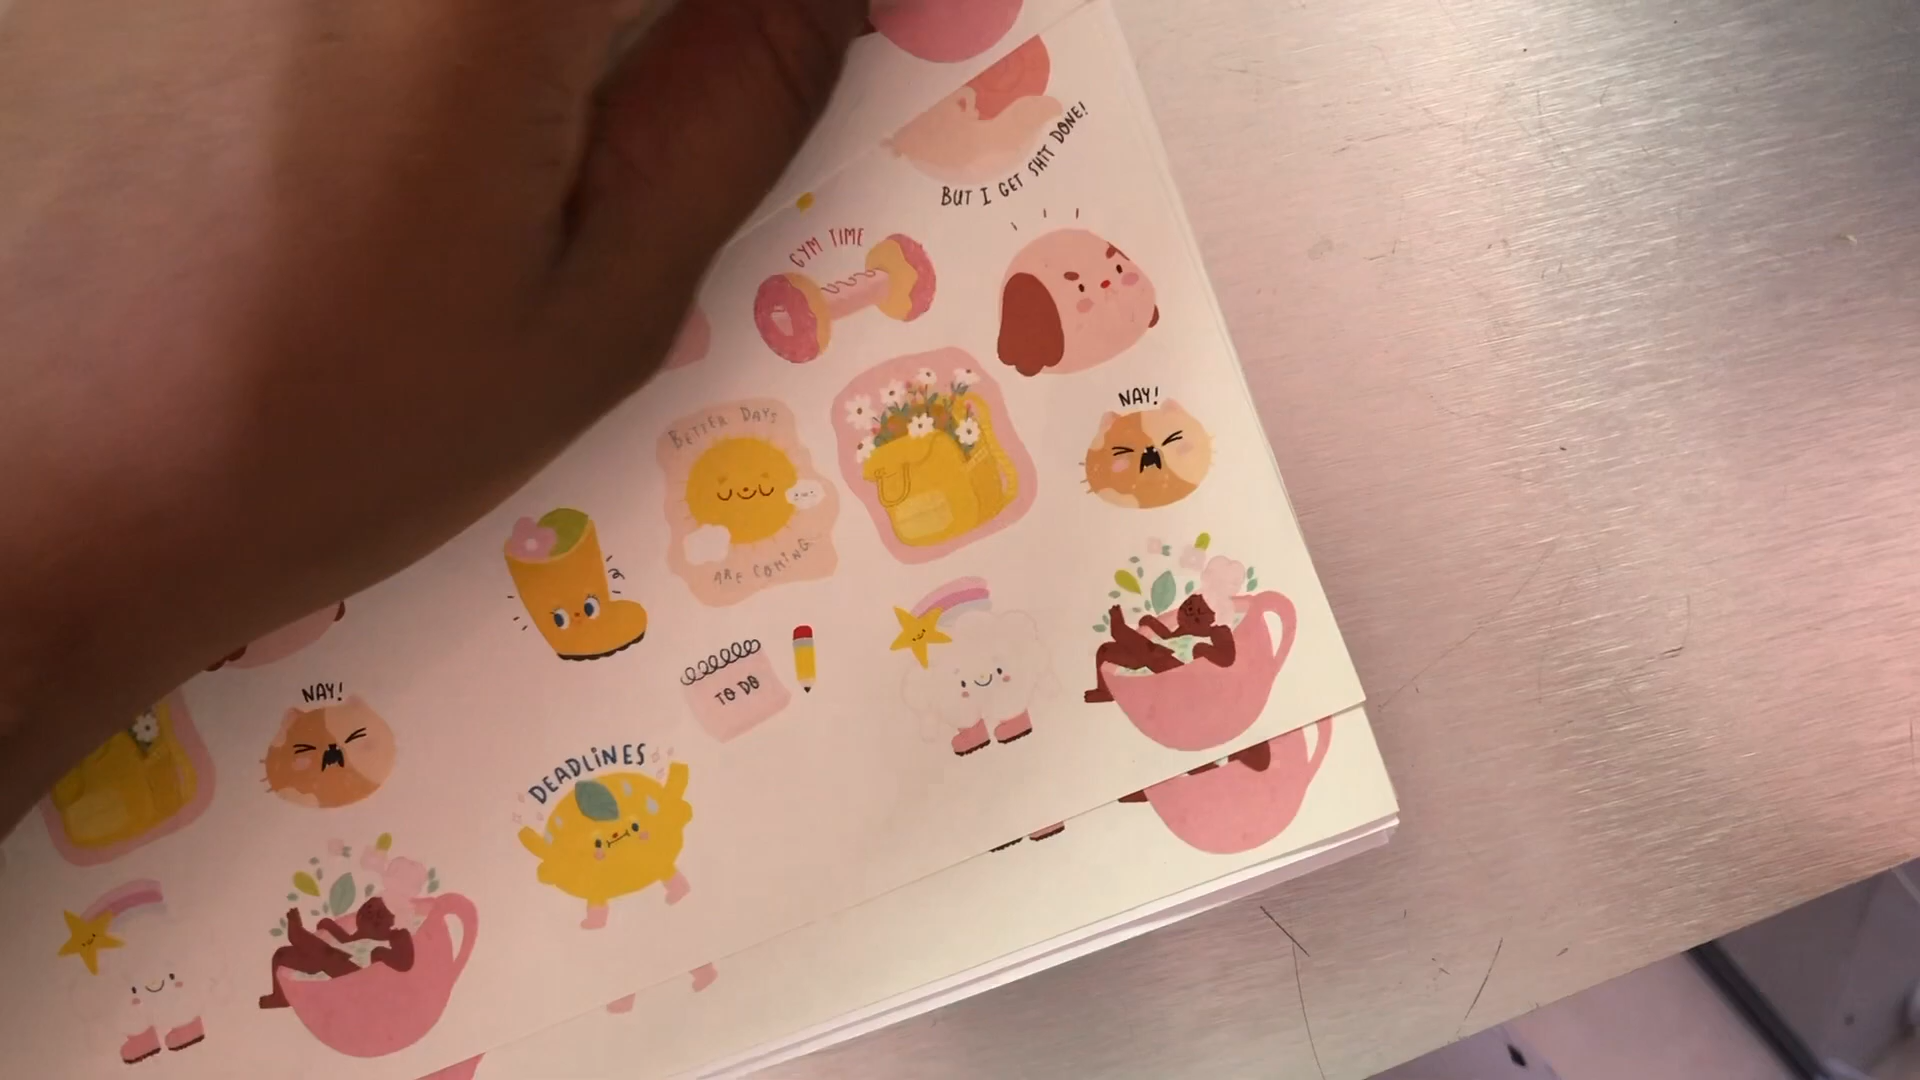 BUT I GET SHIT DONE!
GYM TIME
NAY!
BETTER DAYS
ARE COMING
TO DO
NAY!
DEADLINES